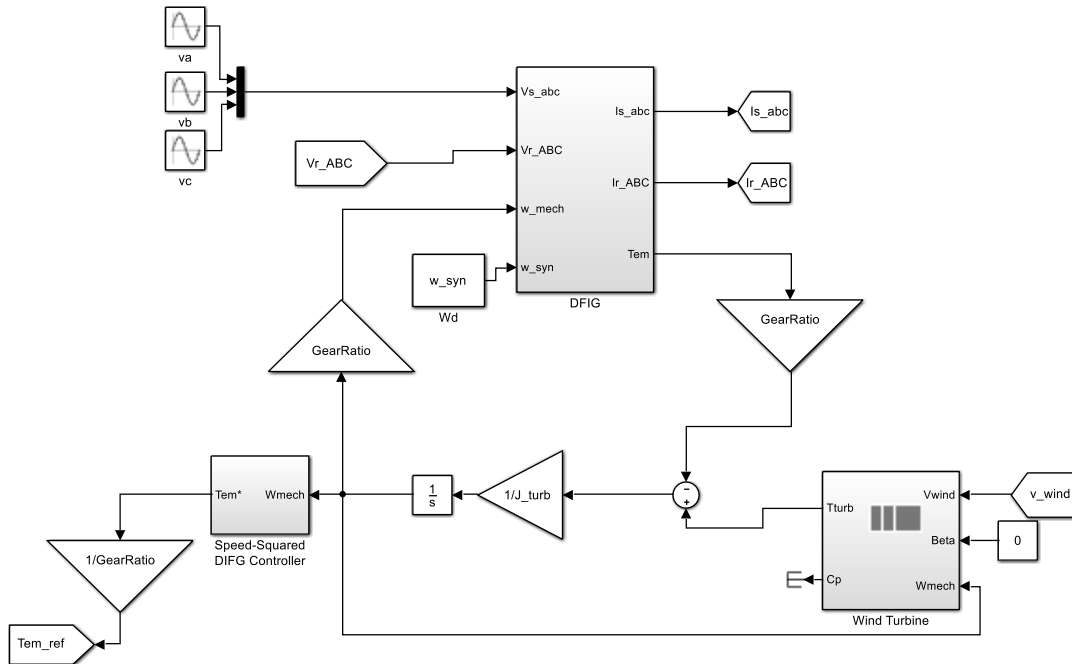 va
vb
vc
Vs_abc
Vr_ABC
w_mech
w_syn
Is_abc
Ir_ABC
Tem
DFIG
Vr_ABC
w_syn
Wd
Is_abc
Ir_ABC
GearRatio
GearRatio
Tem*
Wmech
Speed-Squared
DIFG Controller
1
s
1/J_turb
-
+
Tturb
Cp
Vwind
Beta
Wmech
Wind Turbine
v_wind
0
1/GearRatio
Tem_ref